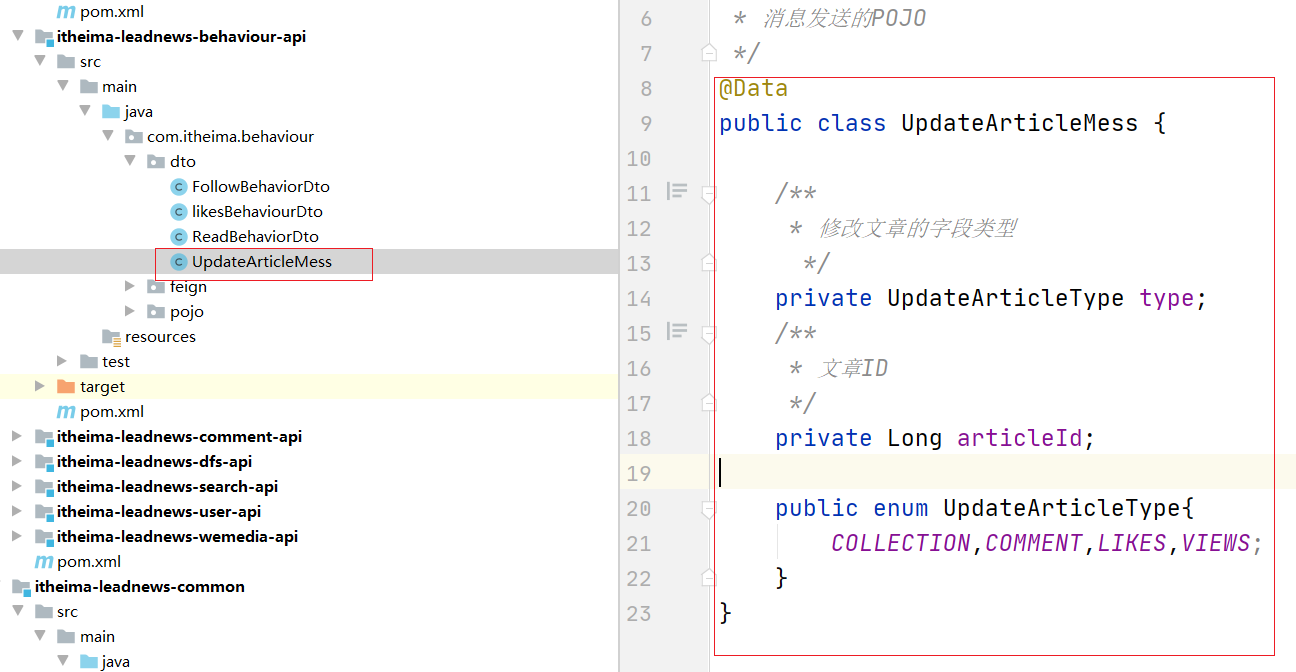 pom.xml
itheima-leadnews-behaviour-api
src
main
java
com.itheima.behaviour
dto
FollowBehaviorDto
likesBehaviourDto
ReadBehaviorDto
UpdateArticleMess
feign
pojo
resources
test
target
pom.xml
itheima-leadnews-comment-api
itheima-leadnews-dfs-api
itheima-leadnews-search-api
itheima-leadnews-user-api
itheima-leadnews-wemedia-api
pom.xml
itheima-leadnews-common
src
main
java
6 * 消息发送的POJO
7 */
8 @Data
9 public class UpdateArticleMess {
10
11 /**
12 * 修改文章的字段类型
13 */
14 private UpdateArticleType type;
15 /**
16 * 文章ID
17 */
18 private Long articleId;
19
20 public enum UpdateArticleType{
21 COLLECTION,COMMENT,LIKES,VIEWS;
22 }
23 }